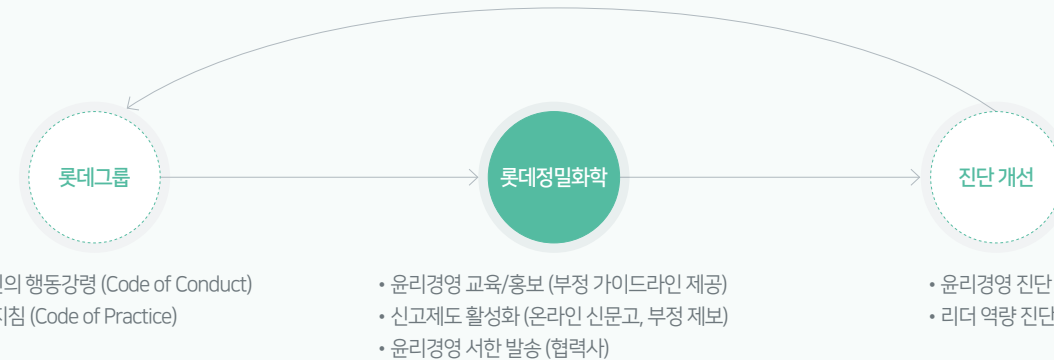 롯데그룹
롯데정밀화학
진단 개선
의 행동강령 (Code of Conduct)
지침 (Code of Practice)
• 윤리경영 교육/홍보 (부정 가이드라인 제공)
• 신고제도 활성화 (온라인 신문고, 부정 제보)
• 윤리경영 서한 발송 (협력사)
• 윤리경영 진단
• 리더 역량 진단